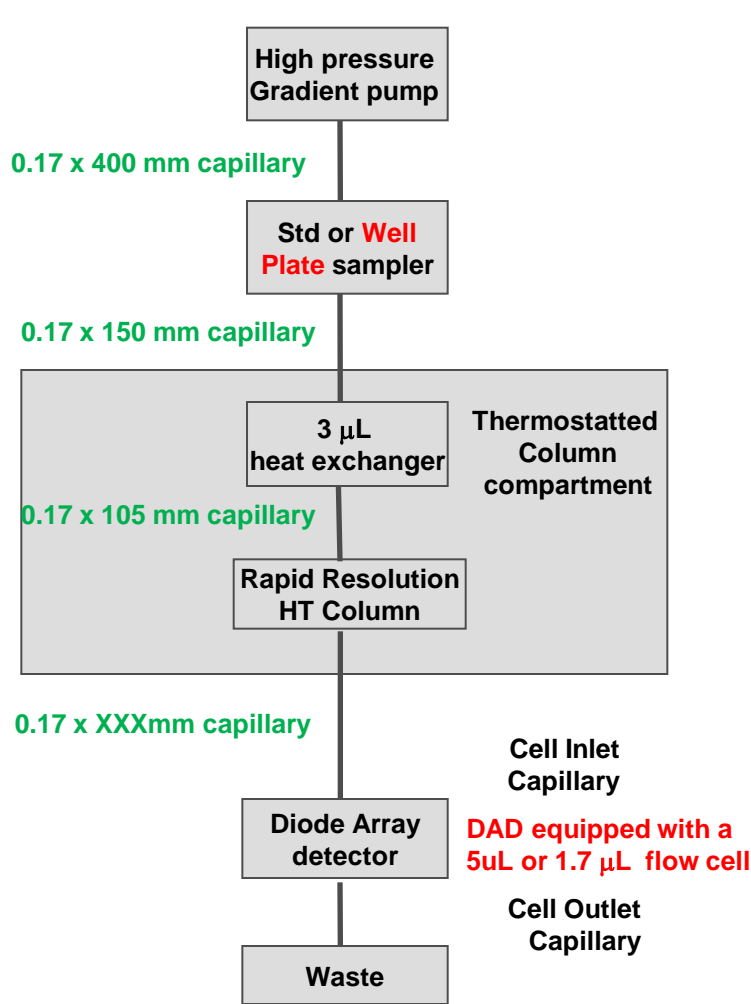 High pressure
Gradient pump
0.17 x 400 mm capillary
Std or Well
Plate sampler
0.17 x 150 mm capillary
3 μL
heat exchanger
Thermostatted
Column
compartment
0.17 x 105 mm capillary
Rapid Resolution
HT Column
0.17 x XXXmm capillary
Cell Inlet
Capillary
Diode Array
detector
DAD equipped with a
5uL or 1.7 μL flow cell
Cell Outlet
Capillary
Waste